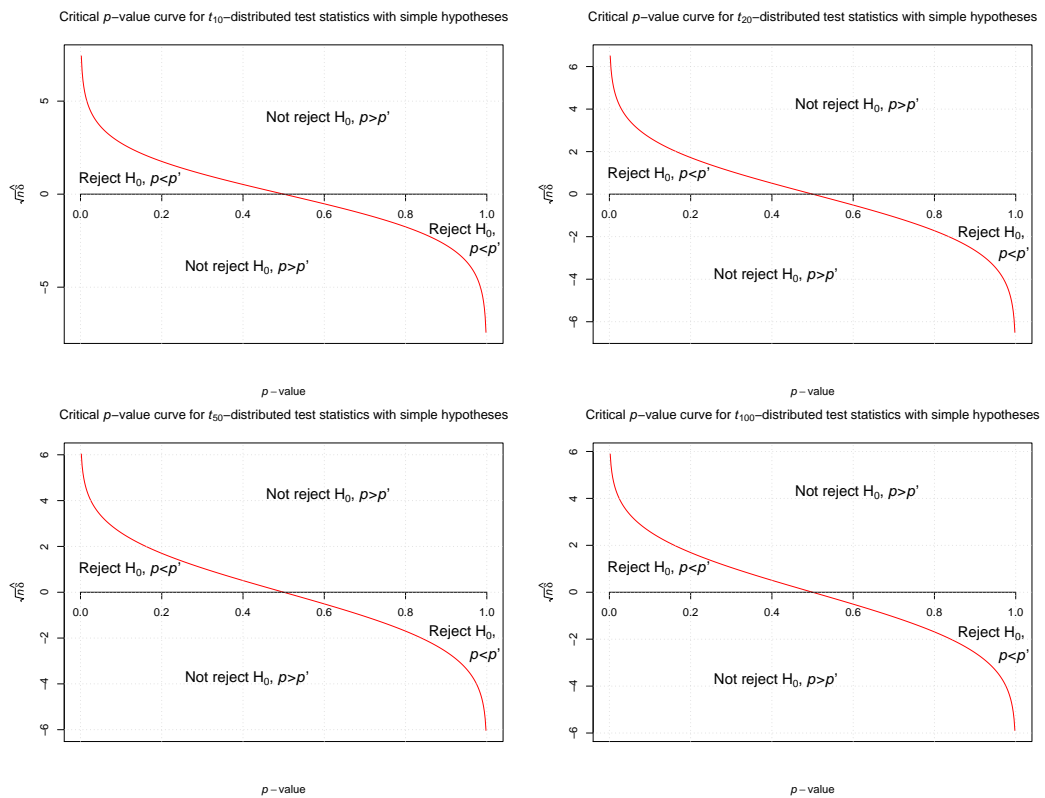 Critical p−value curve for t10−distributed test statistics with simple hypotheses
5
0
−5
√nδ̂
0.0 0.2 0.4 0.6 0.8 1.0
Not reject H0, p>p’
Reject H0, p<p’
Reject H0,
p<p’
Not reject H0, p>p’
p − value
Critical p−value curve for t20−distributed test statistics with simple hypotheses
6
4
2
0
−2
−4
−6
√nδ̂
0.0 0.2 0.4 0.6 0.8 1.0
Not reject H0, p>p’
Reject H0, p<p’
Reject H0,
p<p’
Not reject H0, p>p’
p − value
Critical p−value curve for t50−distributed test statistics with simple hypotheses
6
4
2
0
−2
−4
−6
√nδ̂
0.0 0.2 0.4 0.6 0.8 1.0
Not reject H0, p>p’
Reject H0, p<p’
Reject H0,
p<p’
Not reject H0, p>p’
p − value
Critical p−value curve for t100−distributed test statistics with simple hypotheses
6
4
2
0
−2
−4
−6
√nδ̂
0.0 0.2 0.4 0.6 0.8 1.0
Not reject H0, p>p’
Reject H0, p<p’
Reject H0,
p<p’
Not reject H0, p>p’
p − value